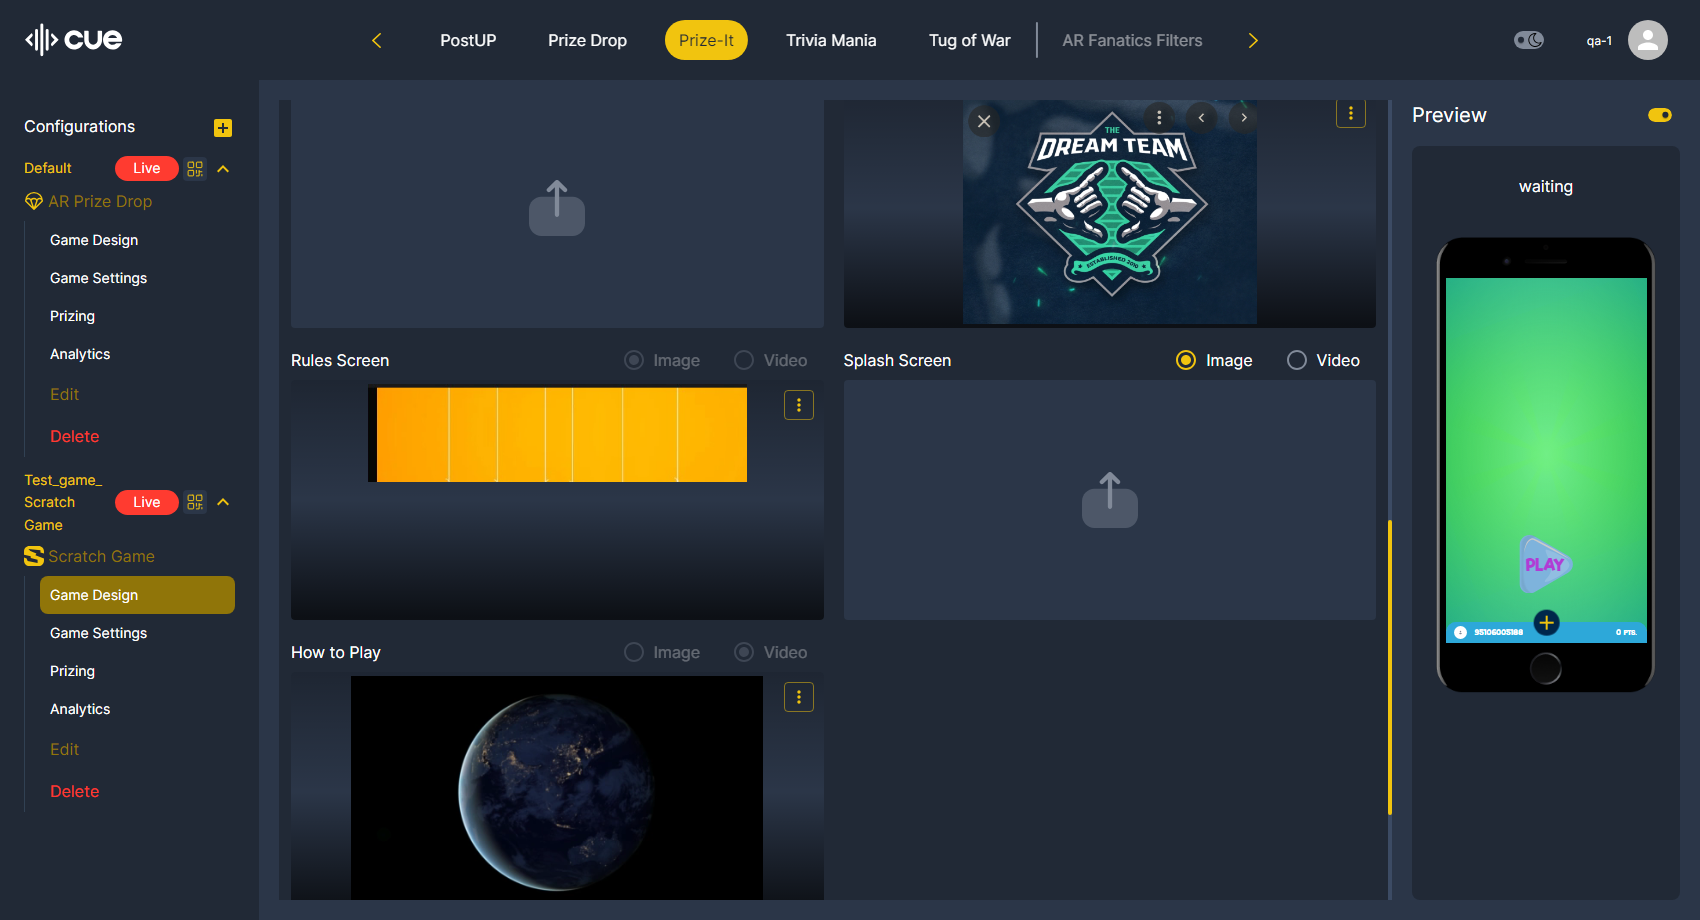 cue
PostUP
Prize Drop
Prize-It
Trivia Mania
Tug of War
AR Fanatics Filters
qa-1
Configurations
Default
Live
AR Prize Drop
Game Design
Game Settings
Prizing
Analytics
Edit
Delete
Test_game_
Scratch
Game
Live
Scratch Game
Game Design
Game Settings
Prizing
Analytics
Edit
Delete
THE
DREAM TEAM
ESTABLISHED 2010
Rules Screen
Image
Video
Splash Screen
Image
Video
How to Play
Image
Video
Preview
waiting
PLAY
95106005188
0 PTS.